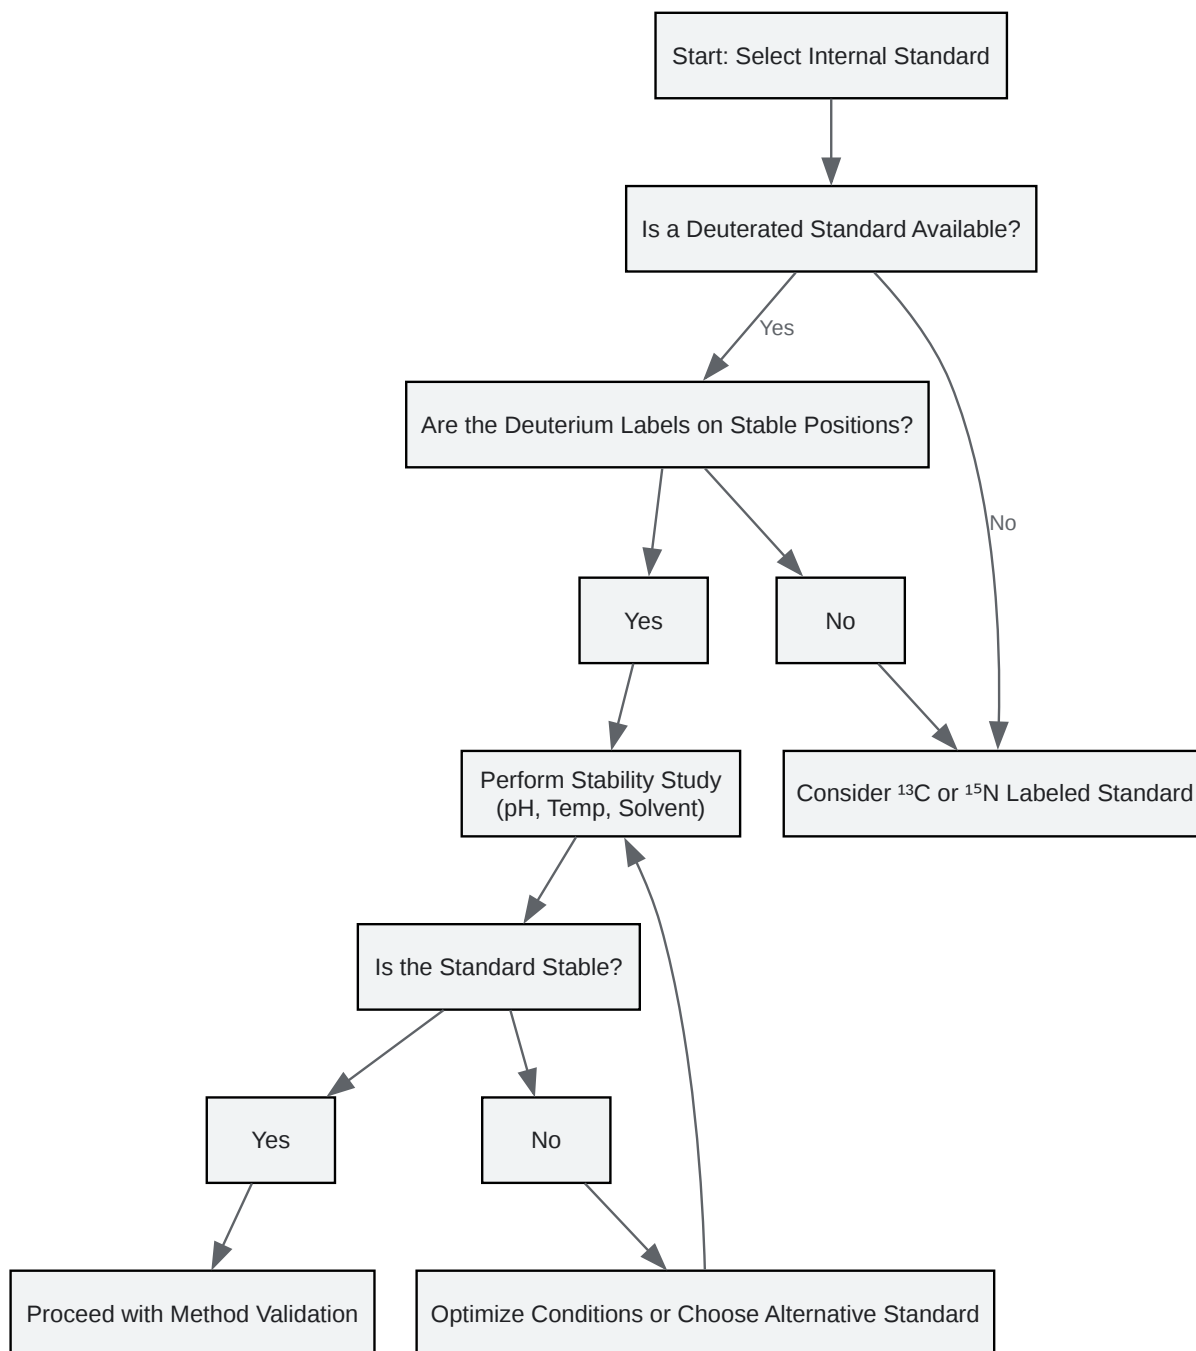 Start: Select Internal Standard
Is a Deuterated Standard Available?
Yes
Are the Deuterium Labels on Stable Positions?
No
Yes
No
Perform Stability Study
(pH, Temp, Solvent)
Consider ¹³C or ¹⁵N Labeled Standard
Is the Standard Stable?
Yes
No
Proceed with Method Validation
Optimize Conditions or Choose Alternative Standard